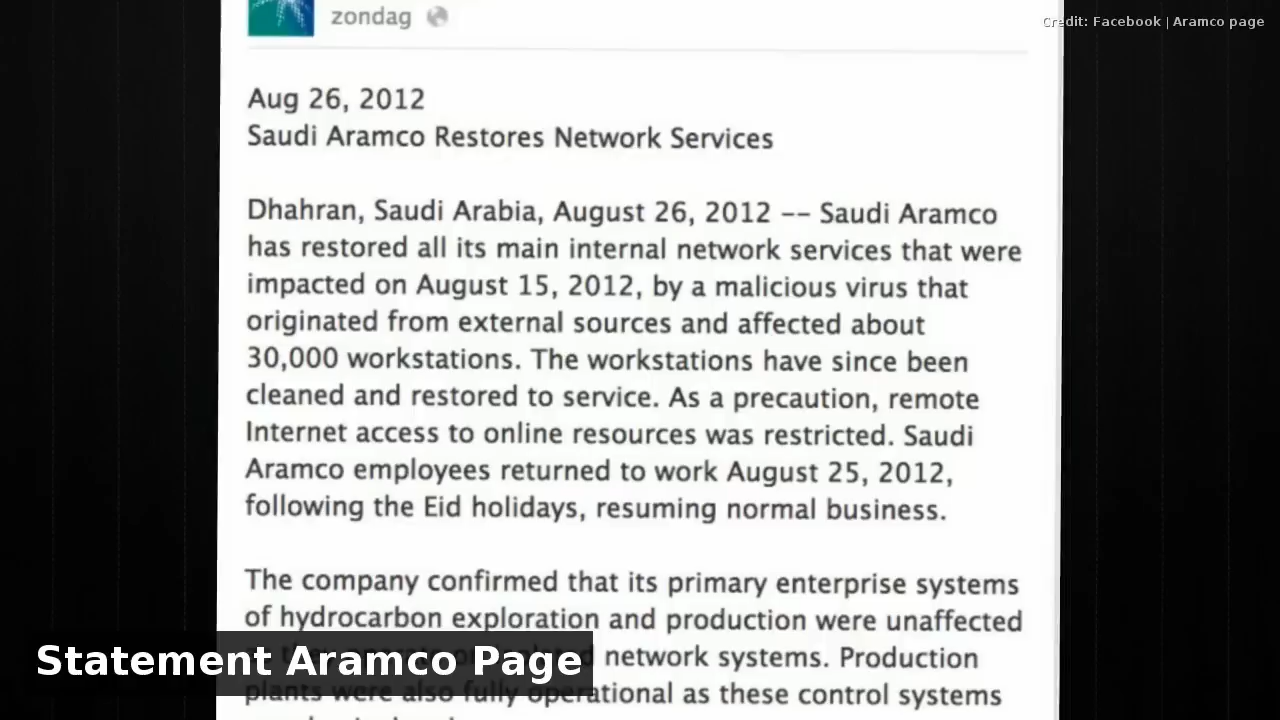 zondag
Credit: Facebook | Aramco page
Aug 26, 2012
Saudi Aramco Restores Network Services
Dhahran, Saudi Arabia, August 26, 2012 -- Saudi Aramco
has restored all its main internal network services that were
impacted on August 15, 2012, by a malicious virus that
originated from external sources and affected about
30,000 workstations. The workstations have since been
cleaned and restored to service. As a precaution, remote
Internet access to online resources was restricted. Saudi
Aramco employees returned to work August 25, 2012,
following the Eid holidays, resuming normal business.
The company confirmed that its primary enterprise systems
of hydrocarbon exploration and production were unaffected
network systems. Production
plants were also fully operational as these control systems
Statement Aramco Page